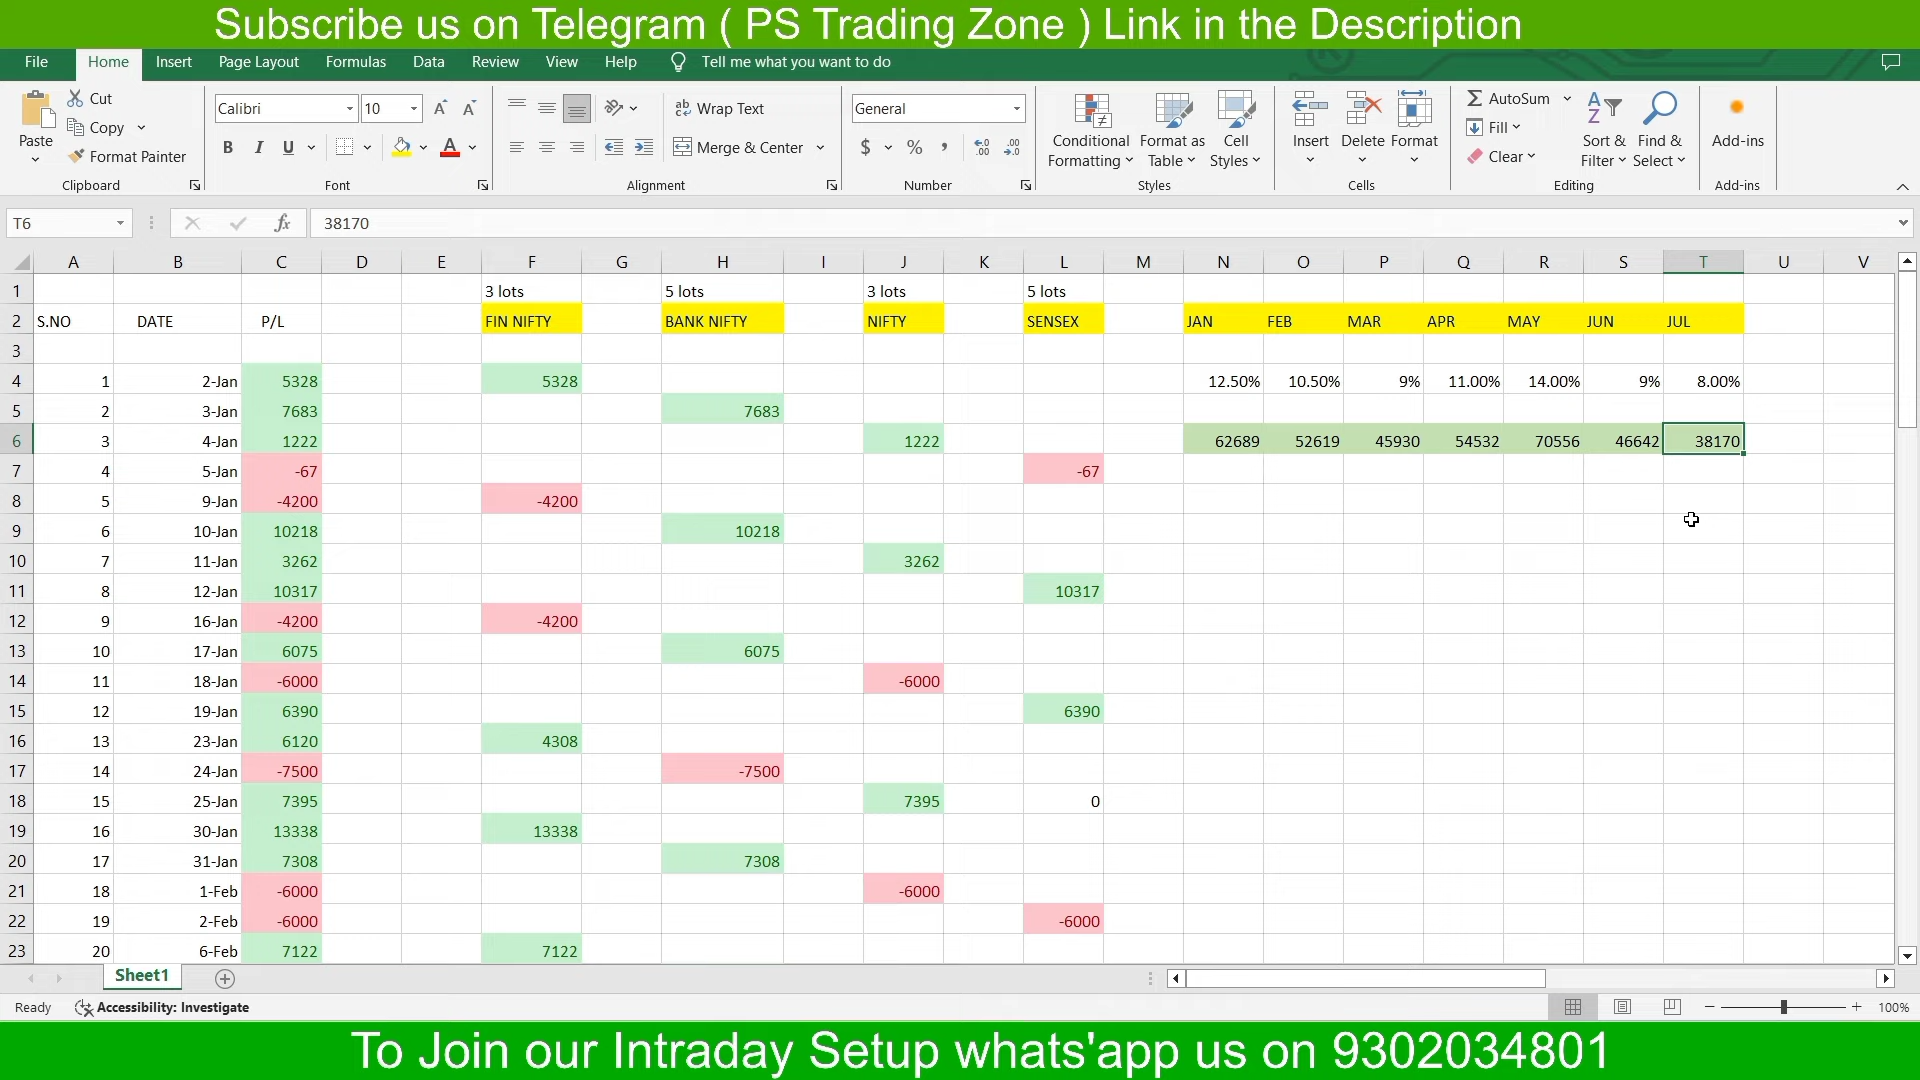 Subscribe us on Telegram ( PS Trading Zone ) Link in the Description
File Home Insert Page Layout Formulas Data Review View Help Tell me what you want to do
Cut
Copy
Format Painter
Paste
Clipboard
Calibri 10 A A
B I U A
Font
ab Wrap Text
Merge & Center
Alignment
General
$ % ,
Number
Conditional Formatting
Format as Table
Cell Styles
Styles
Insert Delete Format
Cells
AutoSum
Fill
Clear
Sort & Filter
Find & Select
Editing
Add-ins
Add-ins
T6 fx 38170
A B C D E F G H I J K L M N O P Q R S T U V
1 3 lots 5 lots 3 lots 5 lots
2 S.NO DATE P/L FIN NIFTY BANK NIFTY NIFTY SENSEX JAN FEB MAR APR MAY JUN JUL
3
4 1 2-Jan 5328 5328 12.50% 10.50% 9% 11.00% 14.00% 9% 8.00%
5 2 3-Jan 7683 7683
6 3 4-Jan 1222 1222 62689 52619 45930 54532 70556 46642 38170
7 4 5-Jan -67 -67
8 5 9-Jan -4200 -4200
9 6 10-Jan 10218 10218
10 7 11-Jan 3262 3262
11 8 12-Jan 10317 10317
12 9 16-Jan -4200 -4200
13 10 17-Jan 6075 6075
14 11 18-Jan -6000 -6000
15 12 19-Jan 6390 6390
16 13 23-Jan 6120 4308
17 14 24-Jan -7500 -7500
18 15 25-Jan 7395 7395 0
19 16 30-Jan 13338 13338
20 17 31-Jan 7308 7308
21 18 1-Feb -6000 -6000
22 19 2-Feb -6000 -6000
23 20 6-Feb 7122 7122
Sheet1
Ready Accessibility: Investigate 100%
To Join our Intraday Setup whats'app us on 9302034801